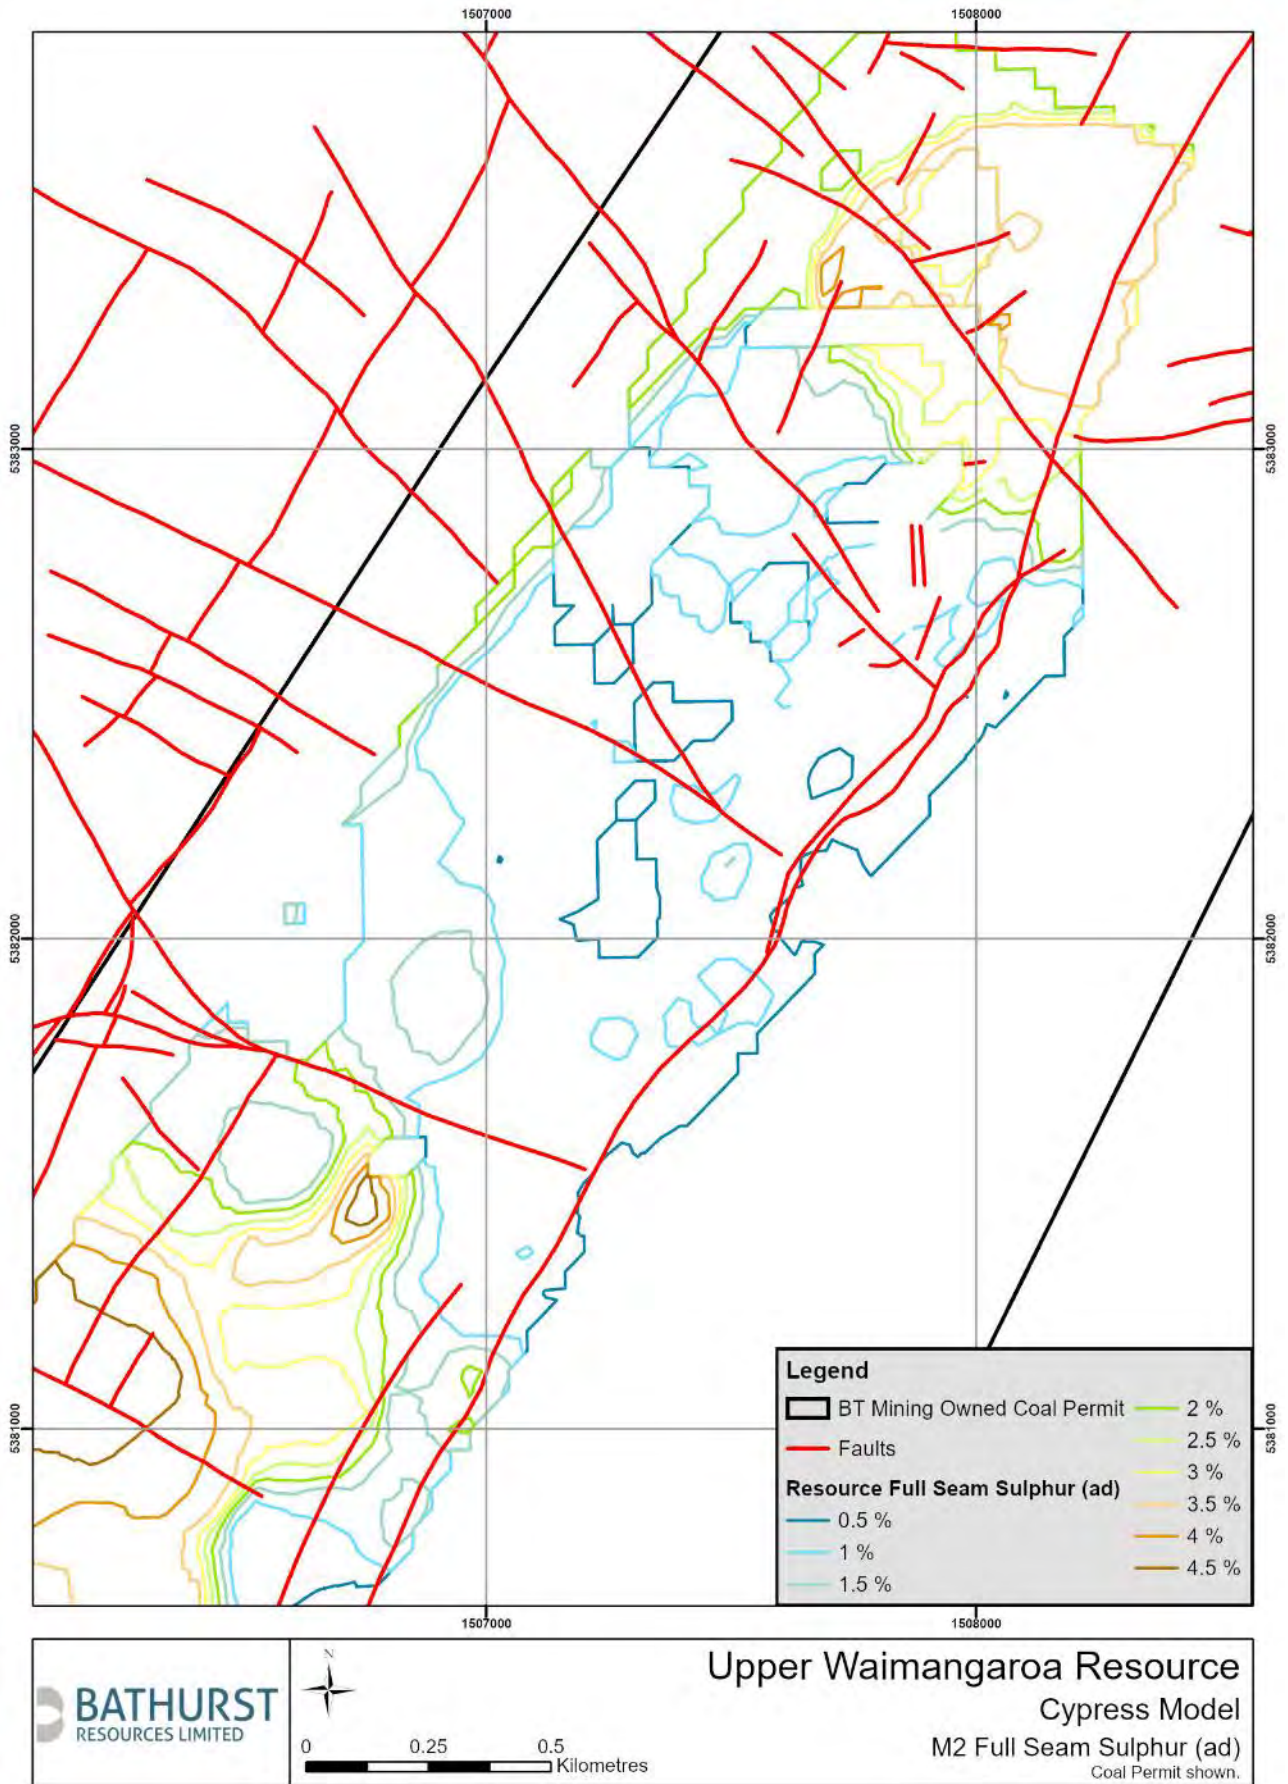 1507000
1508000
5383000
5383000
5382000
5382000
5381000
5381000
Legend
BT Mining Owned Coal Permit
Faults
Resource Full Seam Sulphur (ad)
0.5 %
1 %
1.5 %
2 %
2.5 %
3 %
3.5 %
4 %
4.5 %
1507000
1508000
BATHURST
RESOURCES LIMITED
N
0 0.25 0.5
Kilometres
Upper Waimangaroa Resource
Cypress Model
M2 Full Seam Sulphur (ad)
Coal Permit shown.